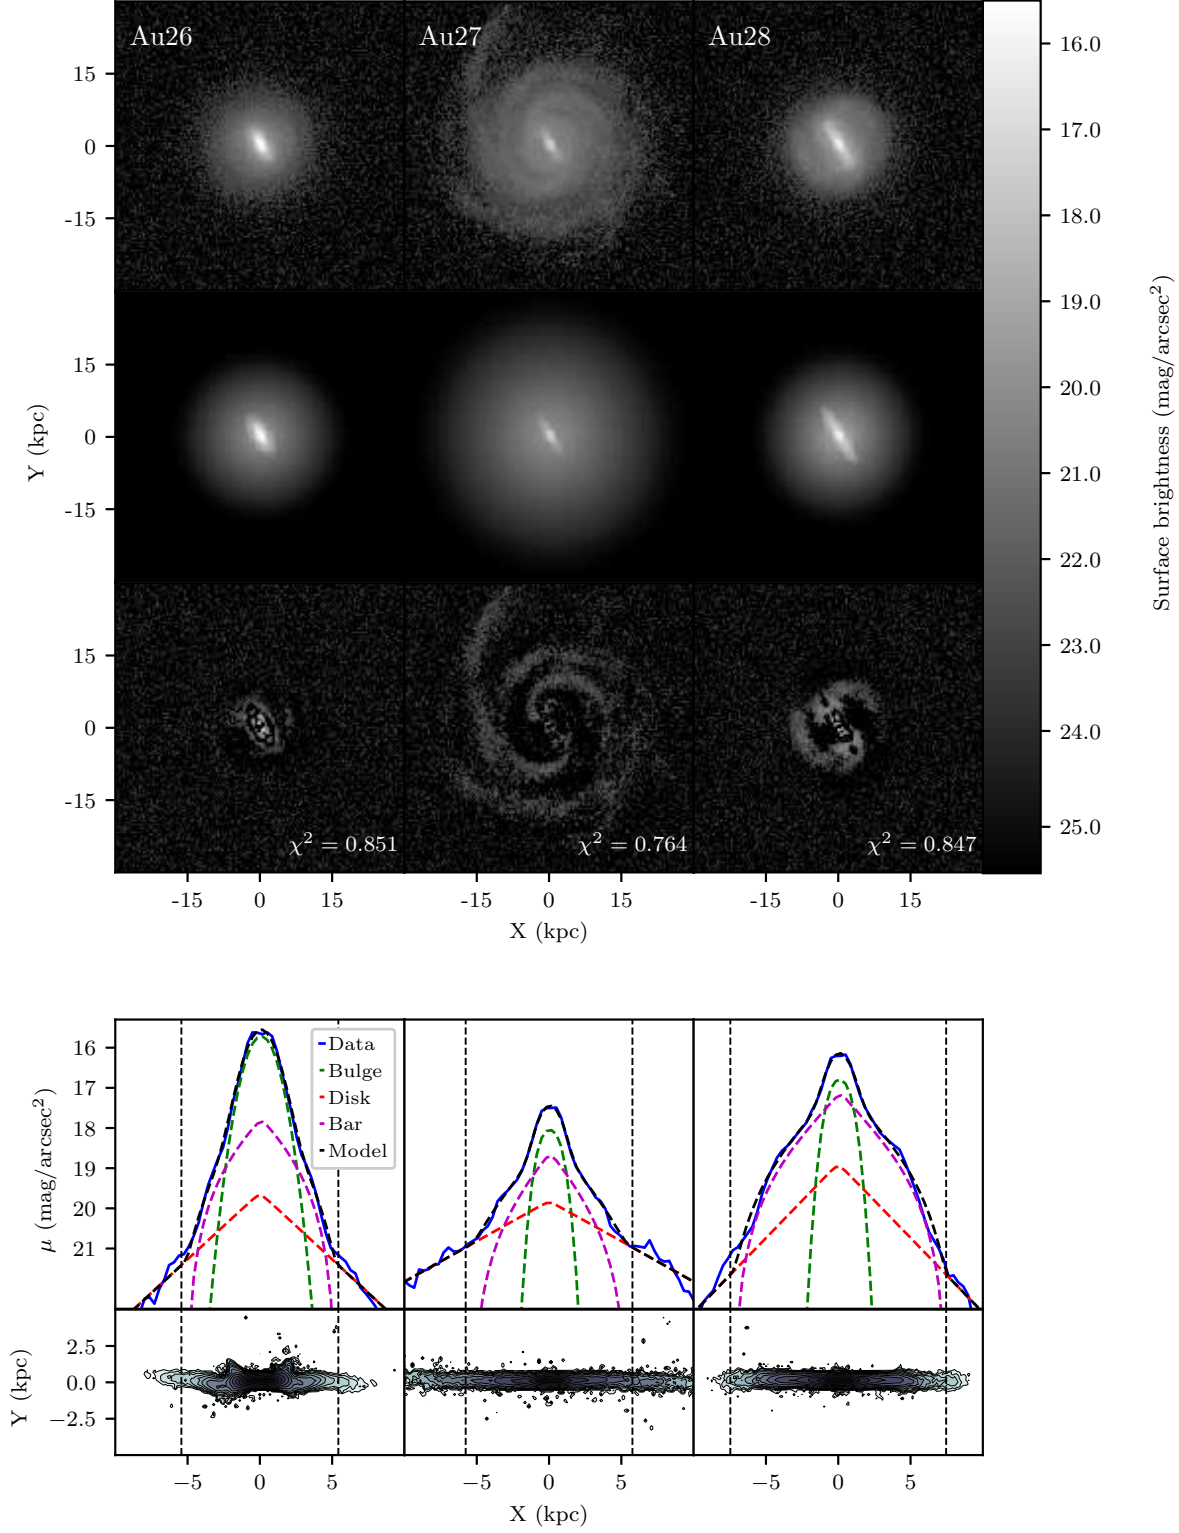 Au26 Au27 Au28
15
0
-15
15
0
-15
15
0
-15
Y (kpc)
χ² = 0.851 χ² = 0.764 χ² = 0.847
-15 0 15 -15 0 15 -15 0 15
X (kpc)
16.0
17.0
18.0
19.0
20.0
21.0
22.0
23.0
24.0
25.0
Surface brightness (mag/arcsec²)
16
17
18
19
20
21
μ (mag/arcsec²)
Data
Bulge
Disk
Bar
Model
2.5
0.0
−2.5
Y (kpc)
−5 0 5 −5 0 5 −5 0 5
X (kpc)